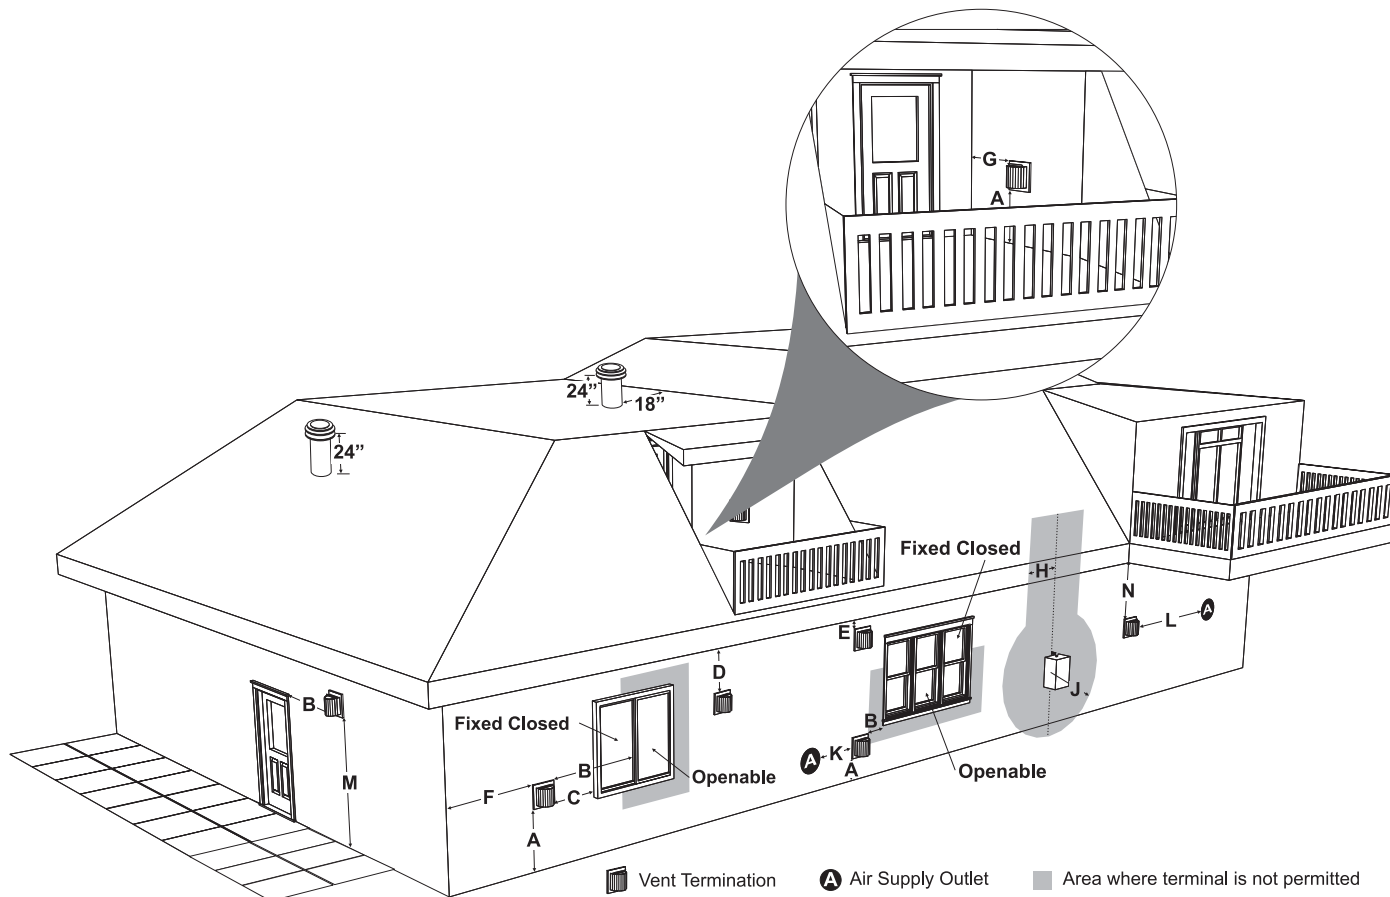 G
A
24”
18”
24”
Fixed Closed
H
N
L
A
E
D
J
B
Fixed Closed
B
K
A
A
Openable
B
Openable
M
F
C
A
Vent Termination
A Air Supply Outlet
Area where terminal is not permitted